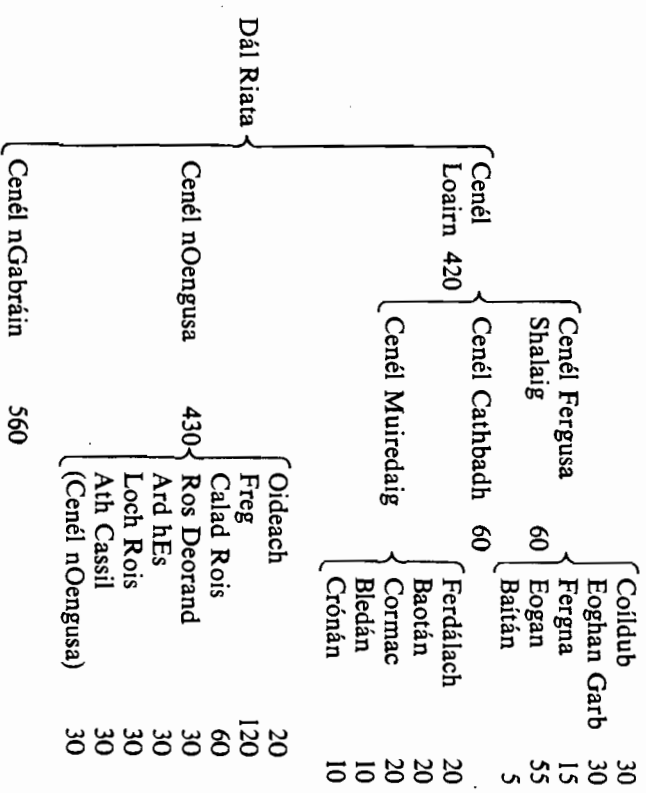 Coíldub 30
Eoghan Garb 30
Cenél Fergusa Fergna 15
Shalaig 60 Eogan 55
Baítán 5
Cenél Cenél Cathbadh 60
Loairn 420 Ferdálach 20
Baotán 20
Cenél Muiredaig Cormac 20
Bledán 10
Crónán 10
Oideach 20
Dál Riata Freg 120
Calad Rois 60
Cenél nOengusa 430 Ros Deorand 30
Ard hEs 30
Loch Rois 30
Ath Cassil 30
(Cenél nOengusa) 30
Cenél nGabráin 560